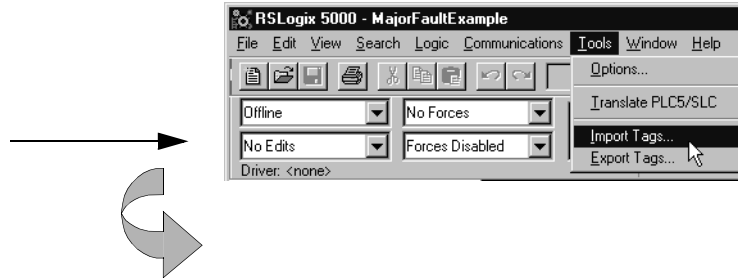 RSLogix 5000 - MajorFaultExample
File Edit View Search Logic Communications Tools Window Help
Options...
Translate PLC5/SLC
Import Tags...
Export Tags...
Offline
No Forces
No Edits
Forces Disabled
Driver: <none>